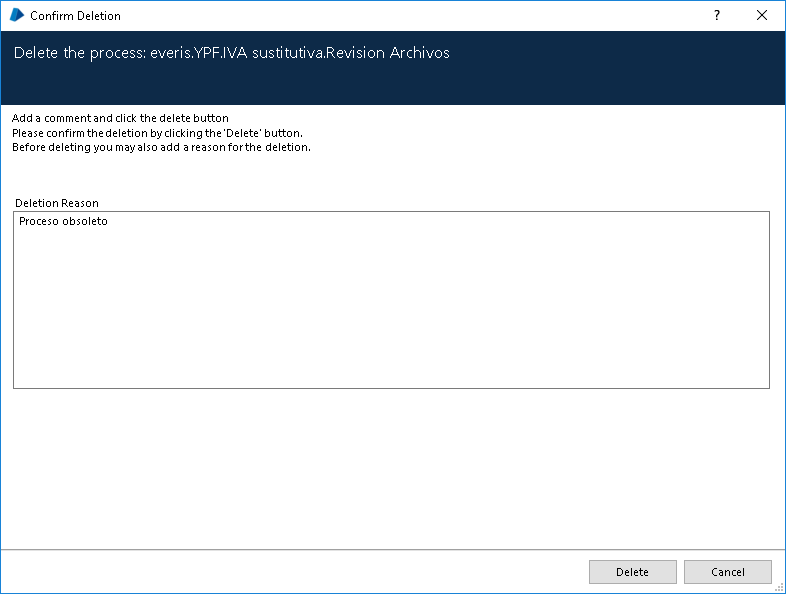 Confirm Deletion
?
Delete the process: everis.YPF.IVA sustitutiva.Revision Archivos
Add a comment and click the delete button
Please confirm the deletion by clicking the 'Delete' button.
Before deleting you may also add a reason for the deletion.
Deletion Reason
Proceso obsoleto
Delete
Cancel